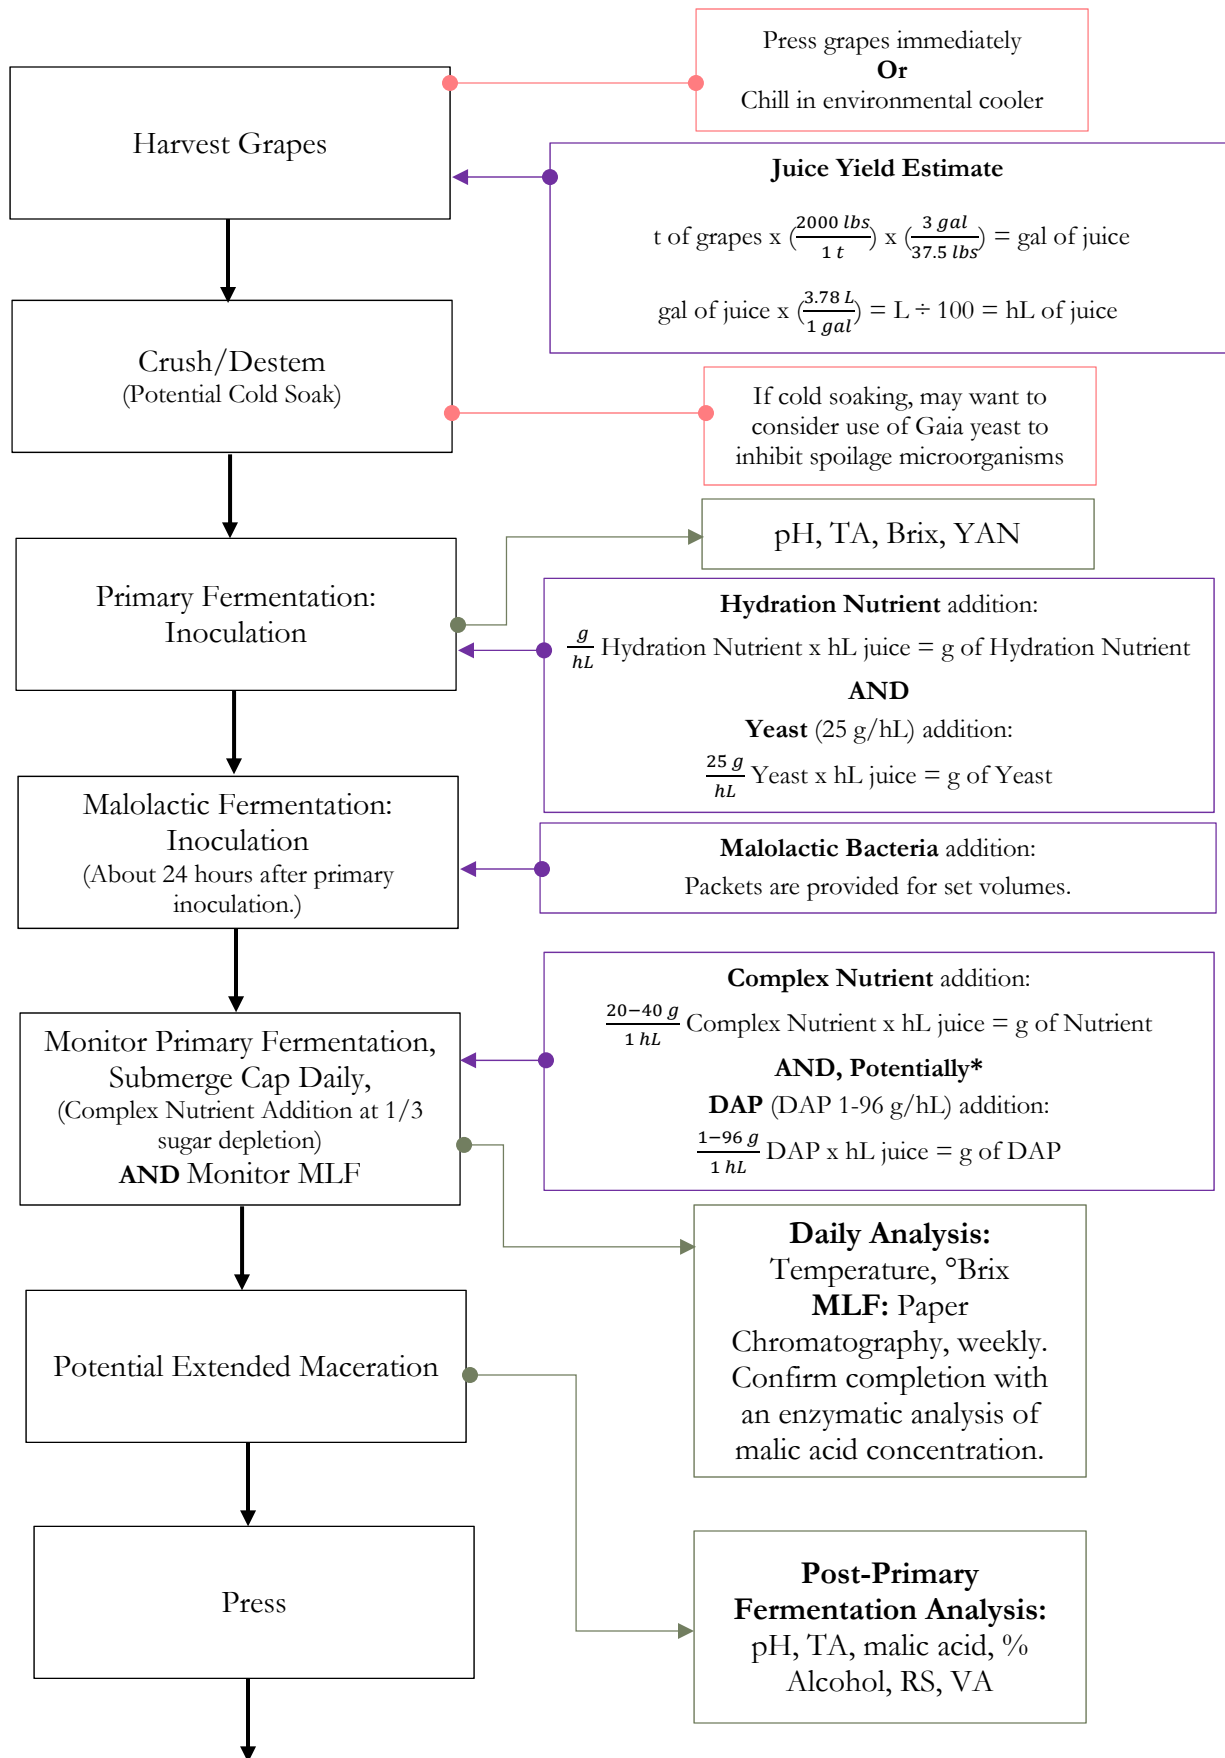 Press grapes immediately
Or
Chill in environmental cooler
Harvest Grapes
Juice Yield Estimate
t of grapes x (2000 lbs/1 t) x (3 gal/37.5 lbs) = gal of juice
gal of juice x (3.78 L/1 gal) = L ÷ 100 = hL of juice
Crush/Destem
(Potential Cold Soak)
If cold soaking, may want to
consider use of Gaia yeast to
inhibit spoilage microorganisms
pH, TA, Brix, YAN
Primary Fermentation:
Inoculation
Hydration Nutrient addition:
g/hL Hydration Nutrient x hL juice = g of Hydration Nutrient
AND
Yeast (25 g/hL) addition:
25 g/hL Yeast x hL juice = g of Yeast
Malolactic Fermentation:
Inoculation
(About 24 hours after primary
inoculation.)
Malolactic Bacteria addition:
Packets are provided for set volumes.
Complex Nutrient addition:
20−40 g/1 hL Complex Nutrient x hL juice = g of Nutrient
AND, Potentially*
DAP (DAP 1-96 g/hL) addition:
1−96 g/1 hL DAP x hL juice = g of DAP
Monitor Primary Fermentation,
Submerge Cap Daily,
(Complex Nutrient Addition at 1/3
sugar depletion)
AND Monitor MLF
Daily Analysis:
Temperature, °Brix
MLF: Paper
Chromatography, weekly.
Confirm completion with
an enzymatic analysis of
malic acid concentration.
Potential Extended Maceration
Press
Post-Primary
Fermentation Analysis:
pH, TA, malic acid, %
Alcohol, RS, VA